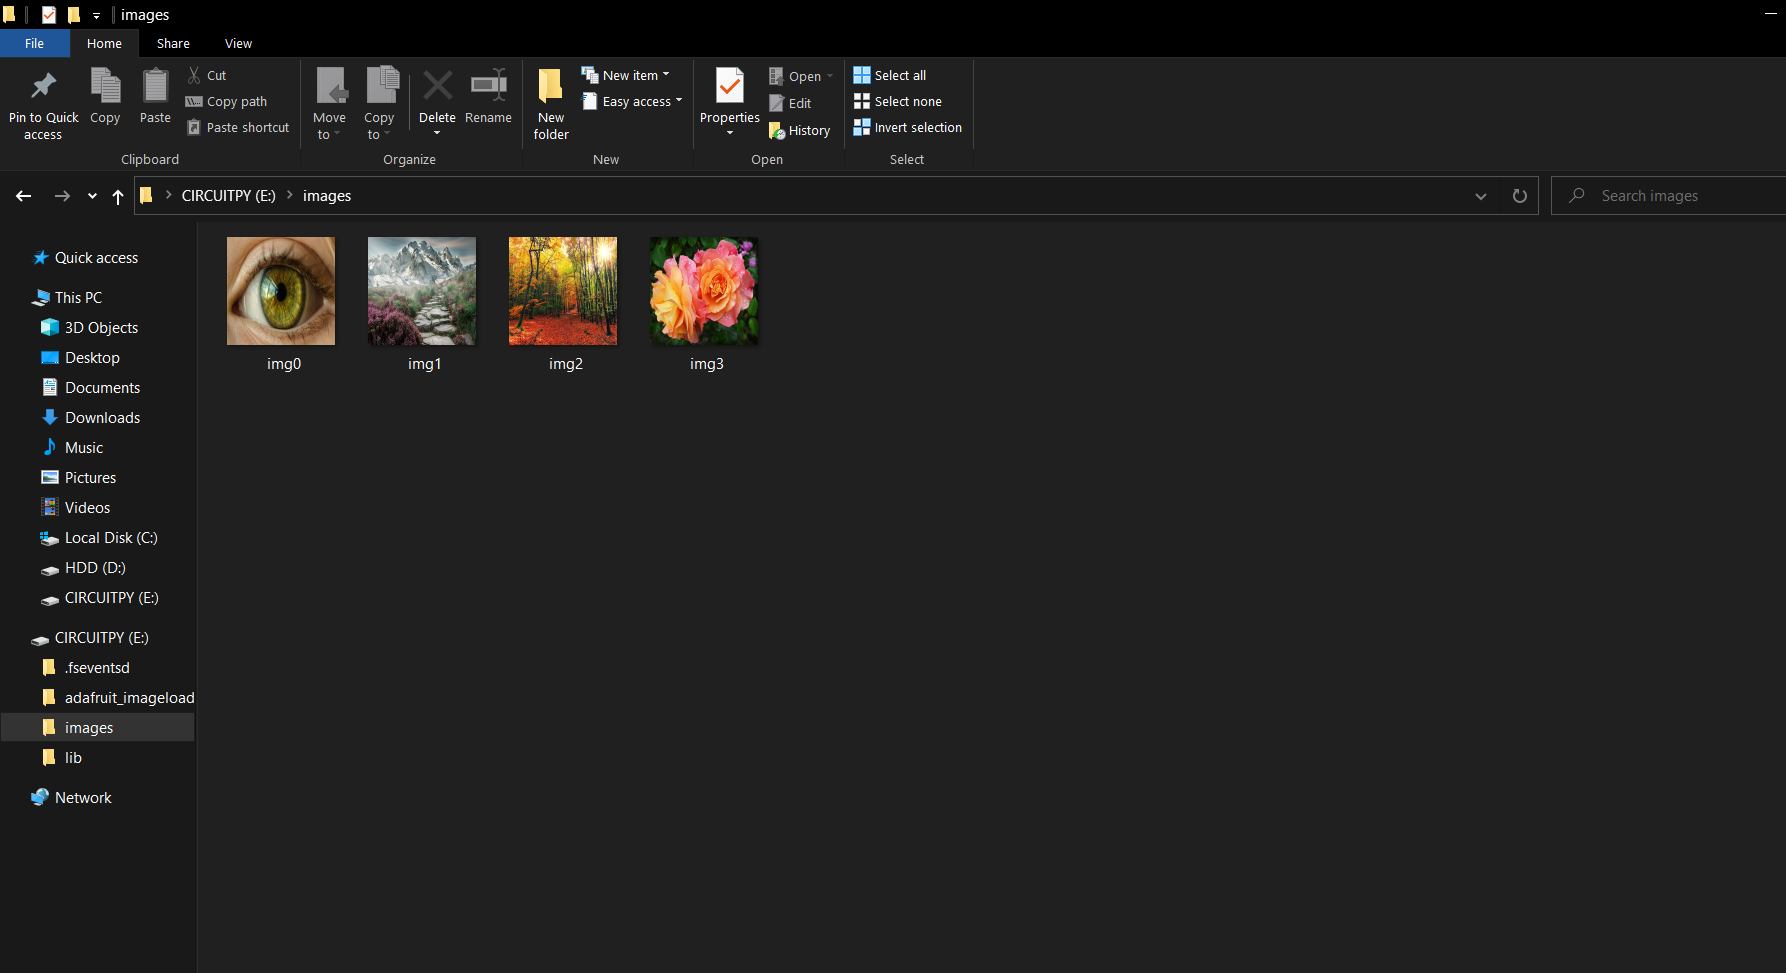 images
File Home Share View
Pin to Quick access
Copy
Paste
Cut
Copy path
Paste shortcut
Clipboard
Move to
Copy to
Delete
Rename
Organize
New folder
New item
Easy access
New
Properties
Open
Edit
History
Open
Select all
Select none
Invert selection
Select
CIRCUITPY (E:) images
Search images
Quick access
This PC
3D Objects
Desktop
Documents
Downloads
Music
Pictures
Videos
Local Disk (C:)
HDD (D:)
CIRCUITPY (E:)
CIRCUITPY (E:)
.fseventsd
adafruit_imageload
images
lib
Network
img0 img1 img2 img3